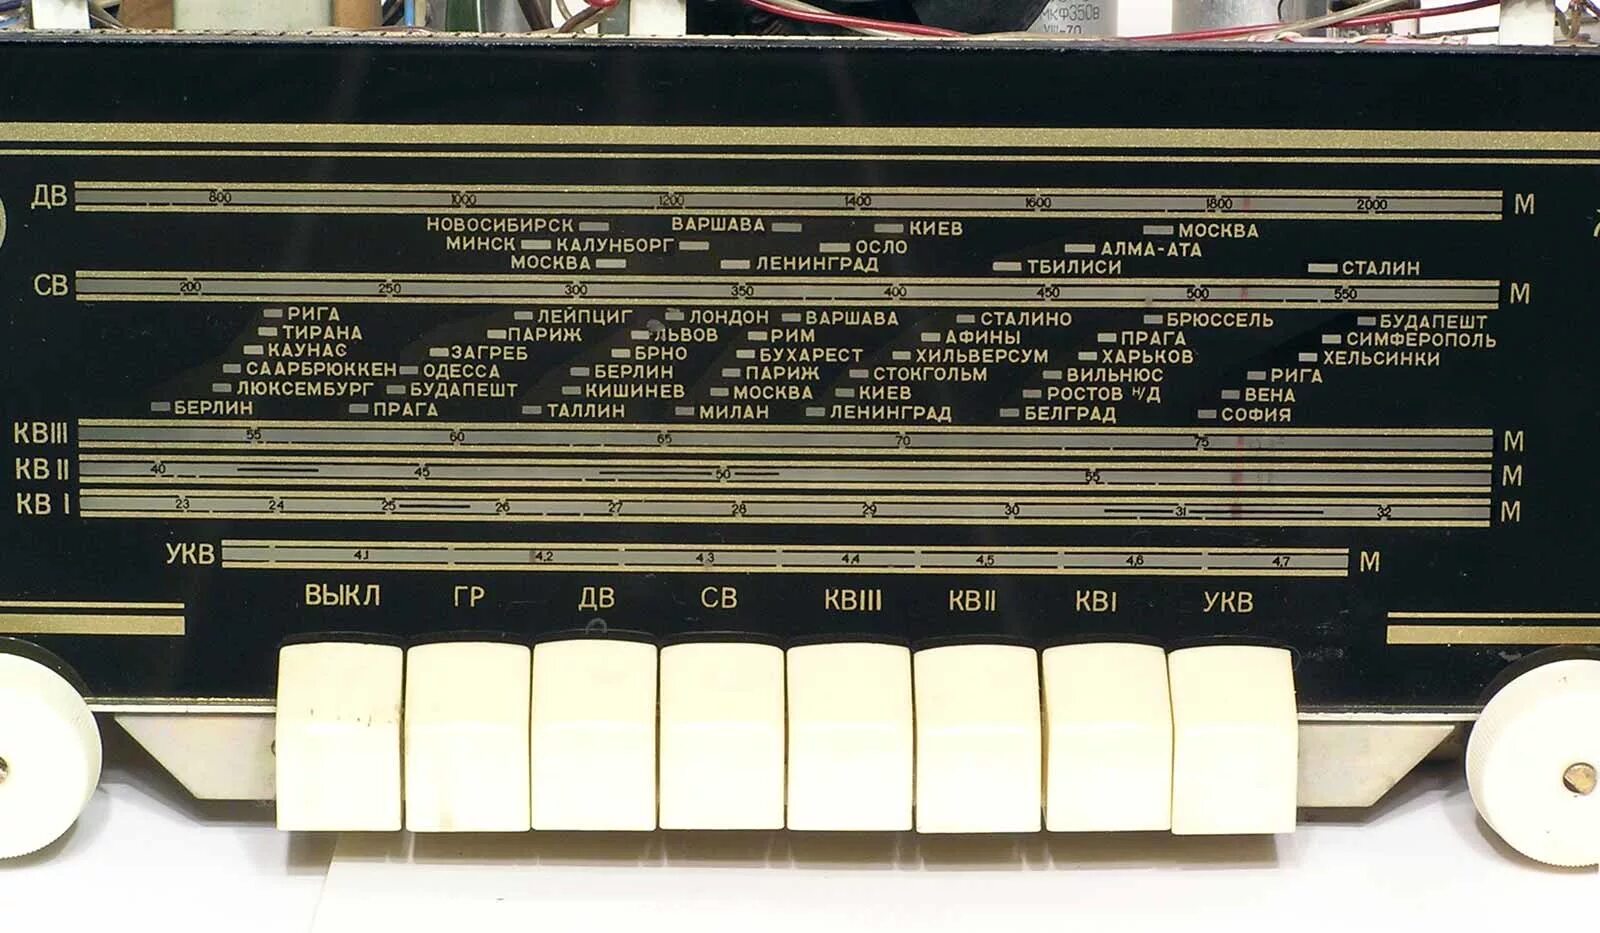 МКФ350В
ДВ 800 1000 1200 1400 1600 1800 2000 М
НОВОСИБИРСК ВАРШАВА КИЕВ МОСКВА
МИНСК КАЛУНБОРГ ОСЛО АЛМА-АТА
МОСКВА ЛЕНИНГРАД ТБИЛИСИ СТАЛИН
СВ 200 250 300 350 400 450 500 550 М
РИГА ЛЕЙПЦИГ ЛОНДОН ВАРШАВА СТАЛИНО БРЮССЕЛЬ БУДАПЕШТ
ТИРАНА ПАРИЖ ЛЬВОВ РИМ АФИНЫ ПРАГА СИМФЕРОПОЛЬ
КАУНАС ЗАГРЕБ БРНО БУХАРЕСТ ХИЛЬВЕРСУМ ХАРЬКОВ ХЕЛЬСИНКИ
СААРБРЮККЕН ОДЕССА БЕРЛИН ПАРИЖ СТОКГОЛЬМ ВИЛЬНЮС РИГА
ЛЮКСЕМБУРГ БУДАПЕШТ КИШИНЕВ МОСКВА КИЕВ РОСТОВ Н/Д ВЕНА
БЕРЛИН ПРАГА ТАЛЛИН МИЛАН ЛЕНИНГРАД БЕЛГРАД СОФИЯ
КВIII 55 60 65 70 75 М
КВ II 40 45 50 55 М
КВ I 23 24 25 26 27 28 29 30 31 32 М
УКВ 4,1 4,2 4,3 4,4 4,5 4,6 4,7 М
ВЫКЛ ГР ДВ СВ КВIII КВII КВI УКВ